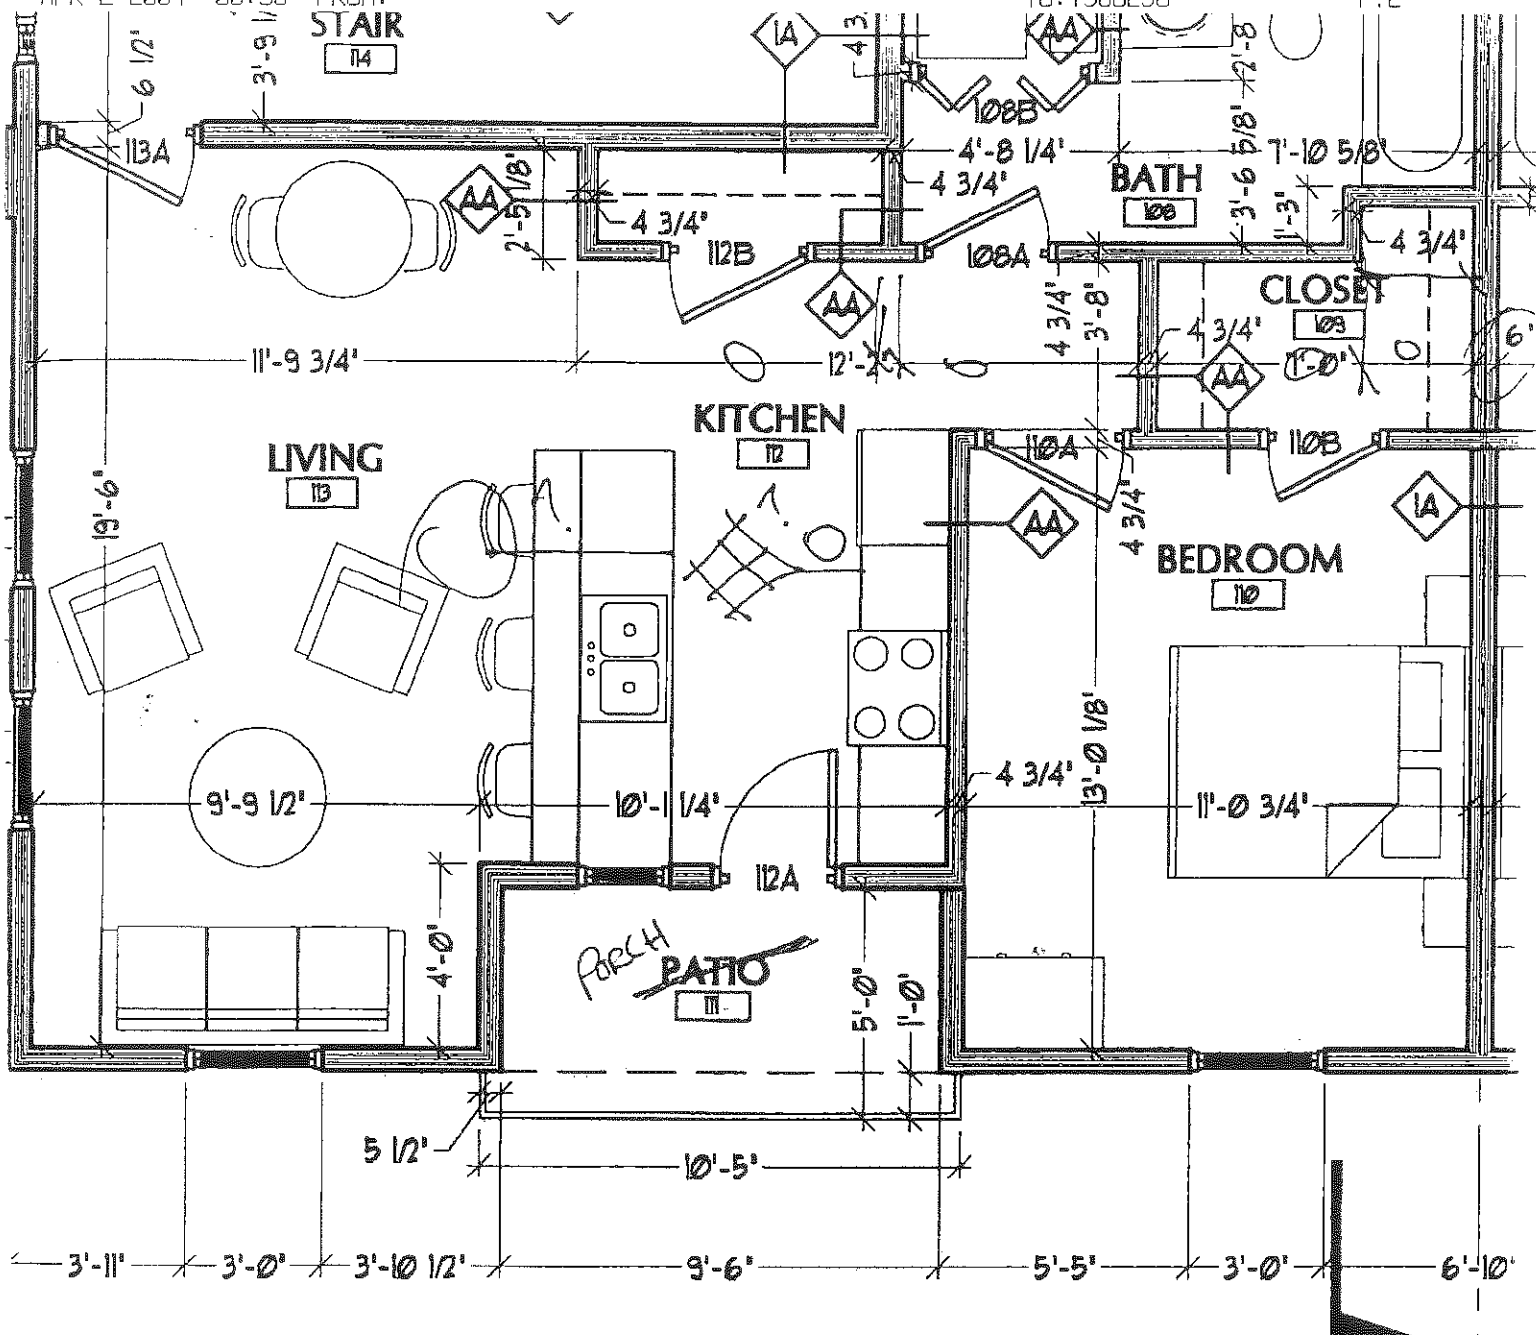 STAIR
114
6 1/2"
3'-9 1/
1A
4 3
AA
2'-8
108B
113A
4'-8 1/4"
7'-10 5/8"
2'-5 1/8"
AA
4 3/4"
4 3/4"
BATH
108
3'-6 5/8"
1'-3"
4 3/4"
112B
108A
AA
CLOSET
109
4 3/4"
3'-8"
4 3/4"
6"
11'-9 3/4"
12'-2"
AA
7'-0"
KITCHEN
112
110A
110B
LIVING
113
19'-6"
4 3/4"
AA
1A
BEDROOM
110
13'-0 1/8"
9'-9 1/2"
10'-1 1/4"
4 3/4"
11'-0 3/4"
112A
PORCH
PATIO
111
4'-0"
5'-0"
1'-0"
5 1/2"
10'-5"
3'-11"
3'-0"
3'-10 1/2"
9'-6"
5'-5"
3'-0"
6'-10"